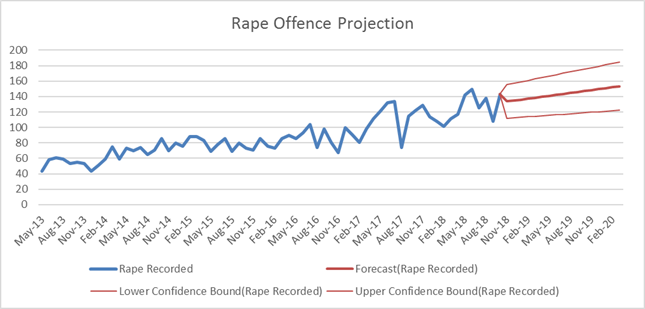 Rape Offence Projection
200
180
160
140
120
100
80
60
40
20
0
May-13
Aug-13
Nov-13
Feb-14
May-14
Aug-14
Nov-14
Feb-15
May-15
Aug-15
Nov-15
Feb-16
May-16
Aug-16
Nov-16
Feb-17
May-17
Aug-17
Nov-17
Feb-18
May-18
Aug-18
Nov-18
Feb-19
May-19
Aug-19
Nov-19
Feb-20
Rape Recorded
Forecast(Rape Recorded)
Lower Confidence Bound(Rape Recorded)
Upper Confidence Bound(Rape Recorded)